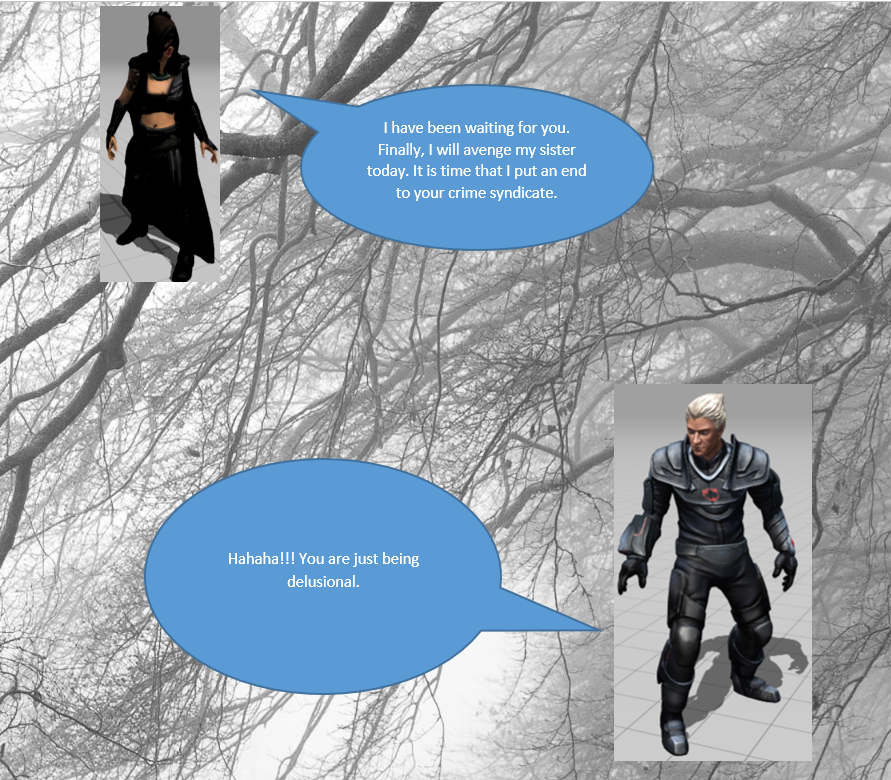 I have been waiting for you.
Finally, I will avenge my sister
today. It is time that I put an end
to your crime syndicate.
Hahaha!!! You are just being
delusional.